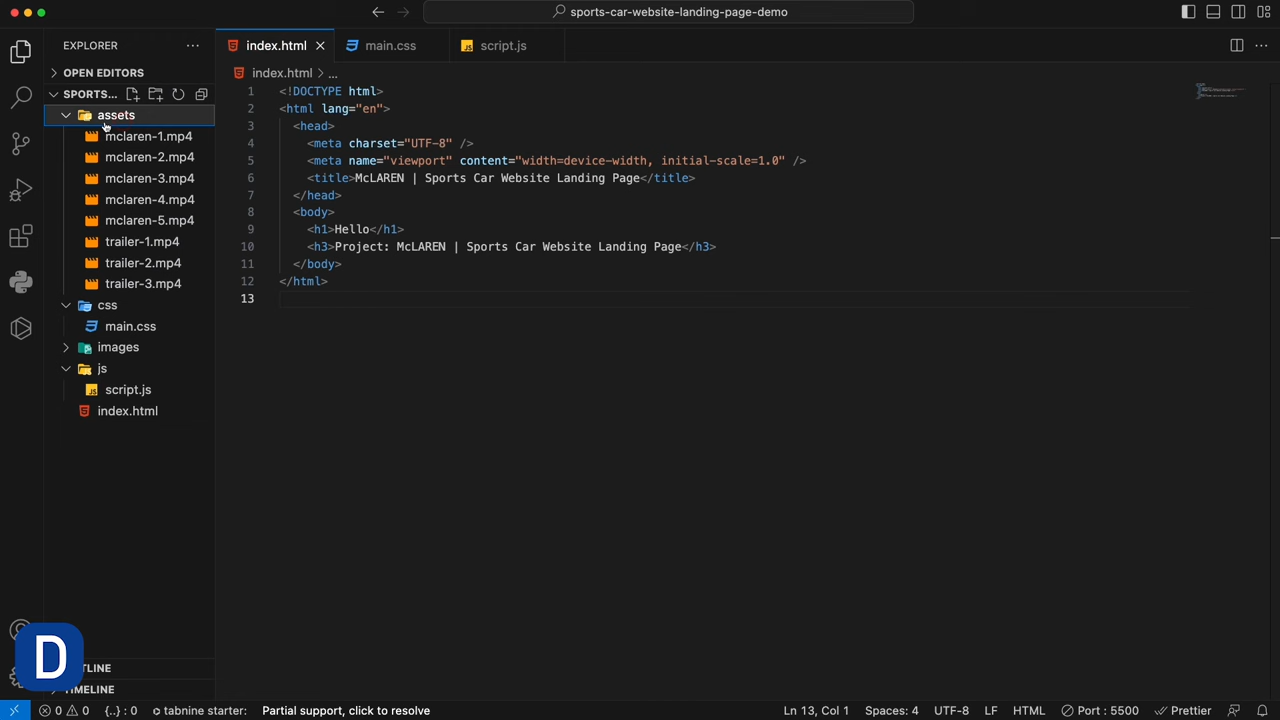 sports-car-website-landing-page-demo
EXPLORER
index.html
main.css
script.js
OPEN EDITORS
index.html > ...
SPORTS...
assets
mclaren-1.mp4
mclaren-2.mp4
mclaren-3.mp4
mclaren-4.mp4
mclaren-5.mp4
trailer-1.mp4
trailer-2.mp4
trailer-3.mp4
css
main.css
images
js
script.js
index.html
1 <!DOCTYPE html>
2 <html lang="en">
3 <head>
4 <meta charset="UTF-8" />
5 <meta name="viewport" content="width=device-width, initial-scale=1.0" />
6 <title>McLAREN | Sports Car Website Landing Page</title>
7 </head>
8 <body>
9 <h1>Hello</h1>
10 <h3>Project: McLAREN | Sports Car Website Landing Page</h3>
11 </body>
12 </html>
13
D
TLINE
TIMELINE
0 0 {..} : 0 tabnine starter: Partial support, click to resolve Ln 13, Col 1 Spaces: 4 UTF-8 LF HTML Port : 5500 Prettier